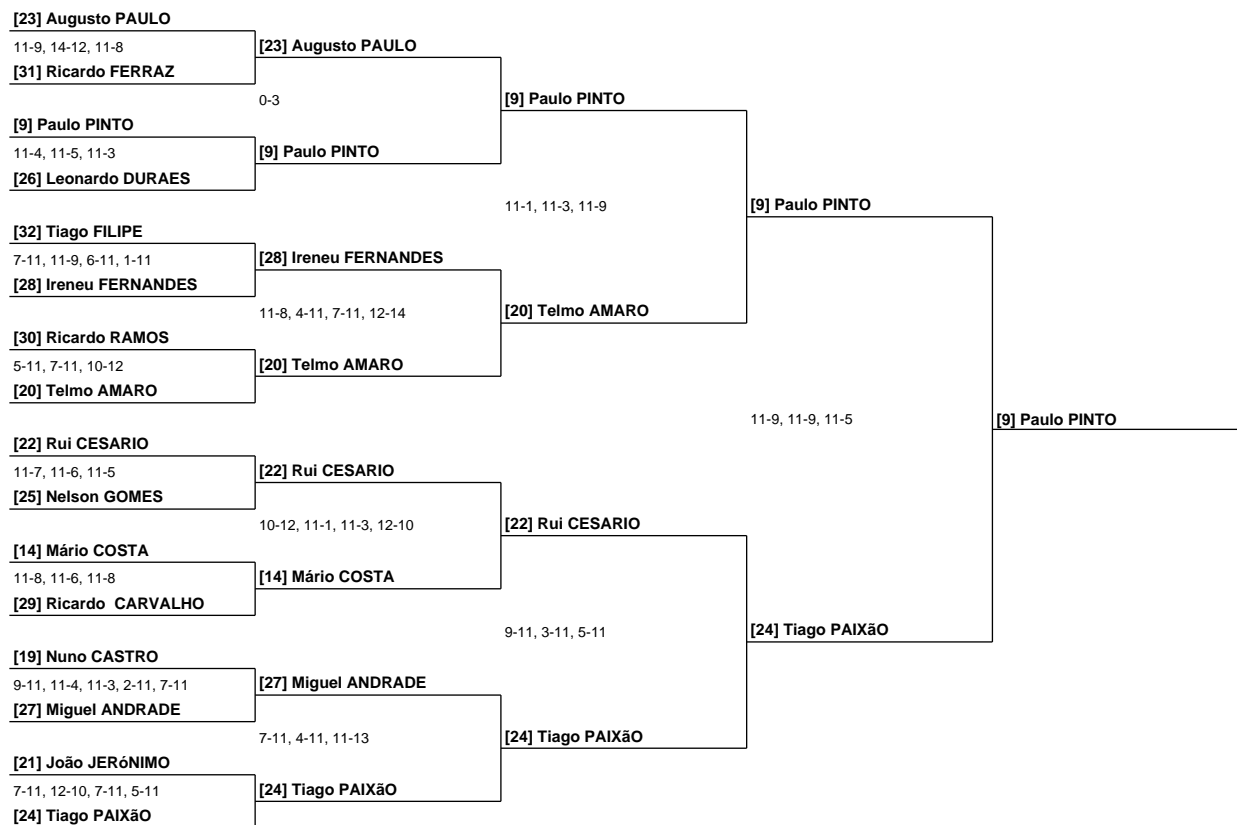 [23] Augusto PAULO
11-9, 14-12, 11-8
[23] Augusto PAULO
[31] Ricardo FERRAZ
0-3
[9] Paulo PINTO
[9] Paulo PINTO
11-4, 11-5, 11-3
[9] Paulo PINTO
[26] Leonardo DURAES
11-1, 11-3, 11-9
[9] Paulo PINTO
[32] Tiago FILIPE
7-11, 11-9, 6-11, 1-11
[28] Ireneu FERNANDES
[28] Ireneu FERNANDES
11-8, 4-11, 7-11, 12-14
[20] Telmo AMARO
[30] Ricardo RAMOS
5-11, 7-11, 10-12
[20] Telmo AMARO
[20] Telmo AMARO
11-9, 11-9, 11-5
[9] Paulo PINTO
[22] Rui CESARIO
11-7, 11-6, 11-5
[22] Rui CESARIO
[25] Nelson GOMES
10-12, 11-1, 11-3, 12-10
[22] Rui CESARIO
[14] Mário COSTA
11-8, 11-6, 11-8
[14] Mário COSTA
[29] Ricardo  CARVALHO
9-11, 3-11, 5-11
[24] Tiago PAIXãO
[19] Nuno CASTRO
9-11, 11-4, 11-3, 2-11, 7-11
[27] Miguel ANDRADE
[27] Miguel ANDRADE
7-11, 4-11, 11-13
[24] Tiago PAIXãO
[21] João JERóNIMO
7-11, 12-10, 7-11, 5-11
[24] Tiago PAIXãO
[24] Tiago PAIXãO